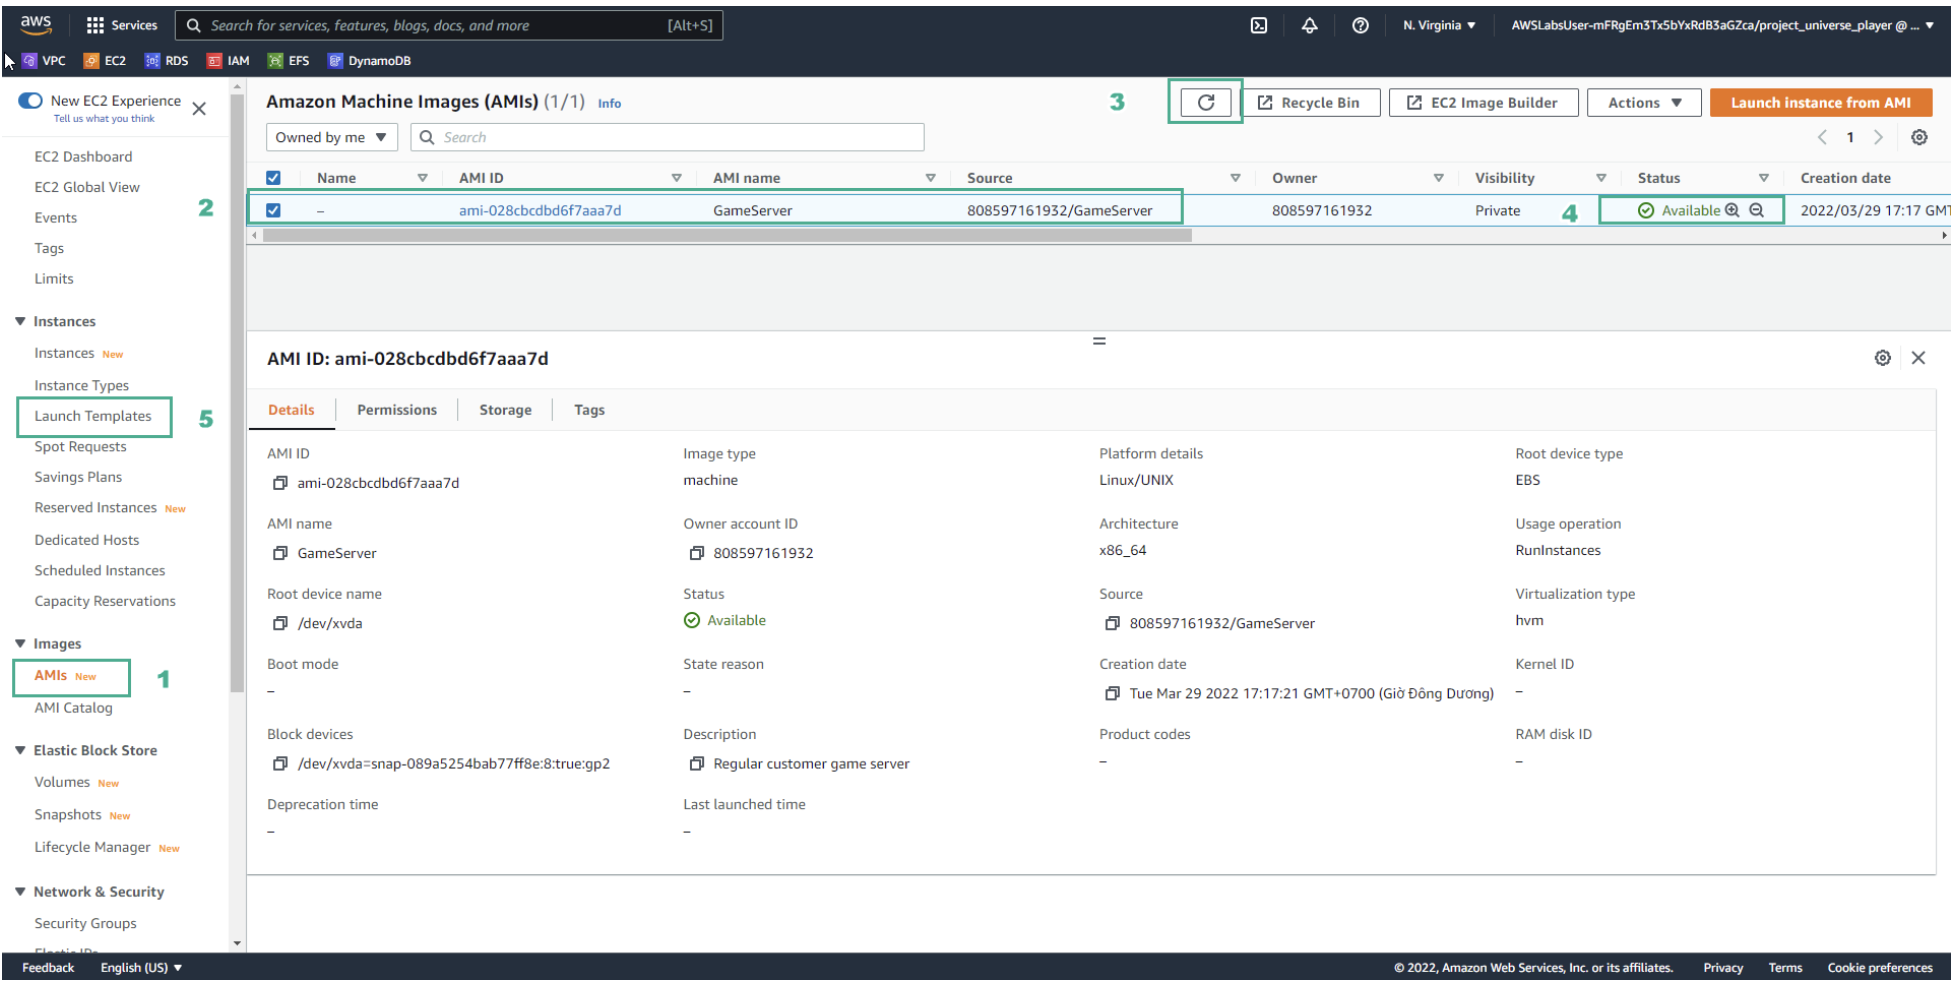 aws Services Search for services, features, blogs, docs, and more [Alt+S] N. Virginia ▼ AWSLabsUser-mFRgEm3Tx5bYxRdB3aGZca/project_universe_player @ ... ▼
VPC EC2 RDS IAM EFS DynamoDB
New EC2 Experience
Tell us what you think
EC2 Dashboard
EC2 Global View
Events
2
Tags
Limits
Instances
Instances New
Instance Types
Launch Templates
5
Spot Requests
Savings Plans
Reserved Instances New
Dedicated Hosts
Scheduled Instances
Capacity Reservations
Images
AMIs New
1
AMI Catalog
Elastic Block Store
Volumes New
Snapshots New
Lifecycle Manager New
Network & Security
Security Groups
Elastic IPs
Amazon Machine Images (AMIs) (1/1) Info
3
Recycle Bin
EC2 Image Builder
Actions ▼
Launch instance from AMI
Owned by me ▼
Search
1
Name AMI ID AMI name Source Owner Visibility Status Creation date
– ami-028cbcdbd6f7aaa7d GameServer 808597161932/GameServer 808597161932 Private 4 Available 2022/03/29 17:17 GMT
AMI ID: ami-028cbcdbd6f7aaa7d
Details Permissions Storage Tags
AMI ID Image type Platform details Root device type
ami-028cbcdbd6f7aaa7d machine Linux/UNIX EBS
AMI name Owner account ID Architecture Usage operation
GameServer 808597161932 x86_64 RunInstances
Root device name Status Source Virtualization type
/dev/xvda Available 808597161932/GameServer hvm
Boot mode State reason Creation date Kernel ID
– – Tue Mar 29 2022 17:17:21 GMT+0700 (Giờ Đông Dương) –
Block devices Description Product codes RAM disk ID
/dev/xvda=snap-089a5254bab77ff8e:8:true:gp2 Regular customer game server – –
Deprecation time Last launched time
– –
Feedback English (US) ▼ © 2022, Amazon Web Services, Inc. or its affiliates. Privacy Terms Cookie preferences